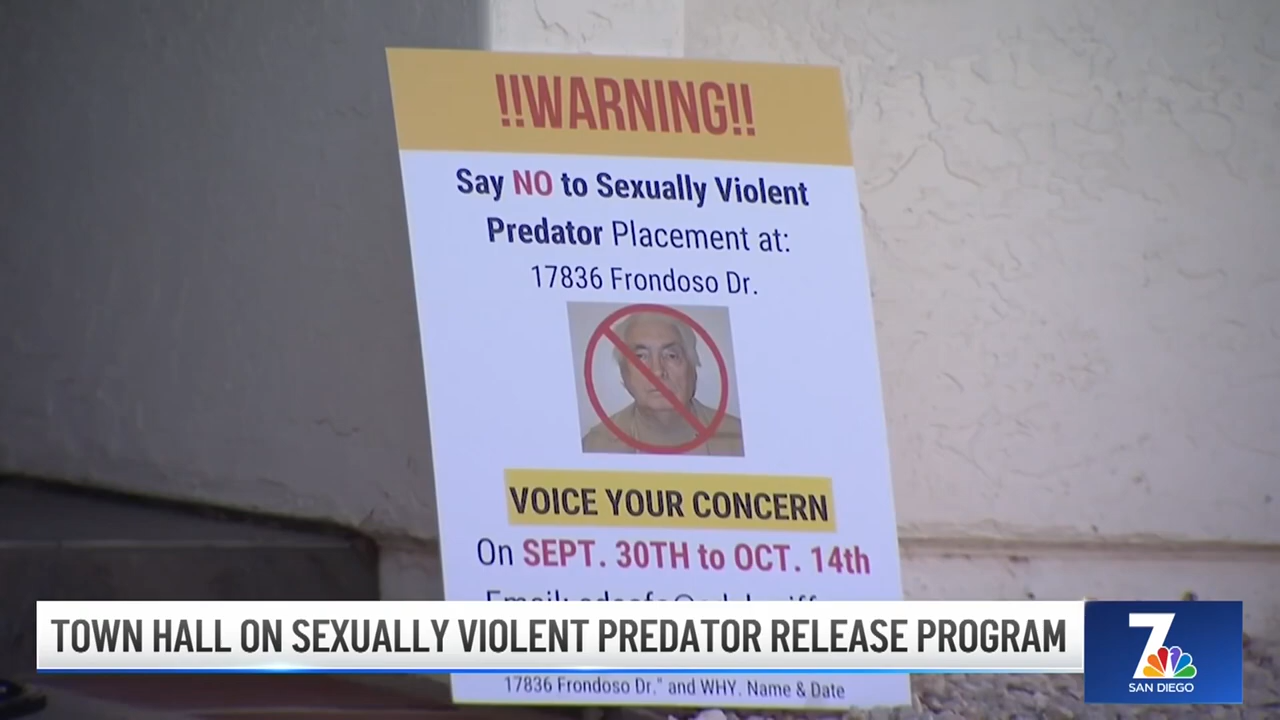 !!WARNING!!
Say NO to Sexually Violent
Predator Placement at:
17836 Frondoso Dr.
VOICE YOUR CONCERN
On SEPT. 30TH to OCT. 14th
Email:
TOWN HALL ON SEXUALLY VIOLENT PREDATOR RELEASE PROGRAM
7
SAN DIEGO
17836 Frondoso Dr." and WHY. Name & Date